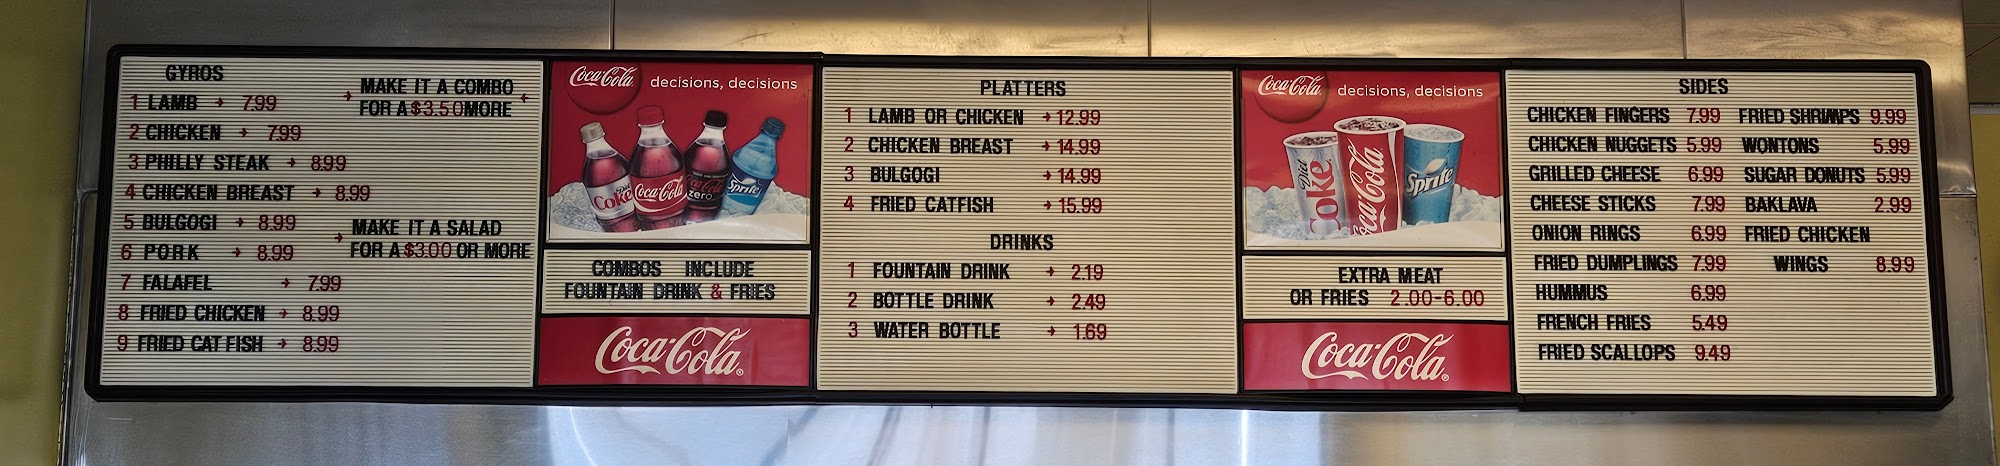 GYROS
1 LAMB → 7.99
2 CHICKEN → 7.99
3 PHILLY STEAK → 8.99
4 CHICKEN BREAST → 8.99
5 BULGOGI → 8.99
6 PORK → 8.99
7 FALAFEL → 7.99
8 FRIED CHICKEN → 8.99
9 FRIED CAT FISH → 8.99
→ MAKE IT A COMBO ←
FOR A $3.50 MORE
→ MAKE IT A SALAD
FOR A $3.00 OR MORE
Coca-Cola decisions, decisions
Diet Coke Coca-Cola Coca-Cola zero Sprite
COMBOS INCLUDE
FOUNTAIN DRINK & FRIES
Coca-Cola®
PLATTERS
1 LAMB OR CHICKEN → 12.99
2 CHICKEN BREAST → 14.99
3 BULGOGI → 14.99
4 FRIED CATFISH → 15.99
DRINKS
1 FOUNTAIN DRINK → 2.19
2 BOTTLE DRINK → 2.49
3 WATER BOTTLE → 1.69
Coca-Cola decisions, decisions
Diet Coke Coca-Cola Sprite
EXTRA MEAT
OR FRIES 2.00-6.00
Coca-Cola®
SIDES
CHICKEN FINGERS 7.99
CHICKEN NUGGETS 5.99
GRILLED CHEESE 6.99
CHEESE STICKS 7.99
ONION RINGS 6.99
FRIED DUMPLINGS 7.99
HUMMUS 6.99
FRENCH FRIES 5.49
FRIED SCALLOPS 9.49
FRIED SHRIMPS 9.99
WONTONS 5.99
SUGAR DONUTS 5.99
BAKLAVA 2.99
FRIED CHICKEN
WINGS 8.99